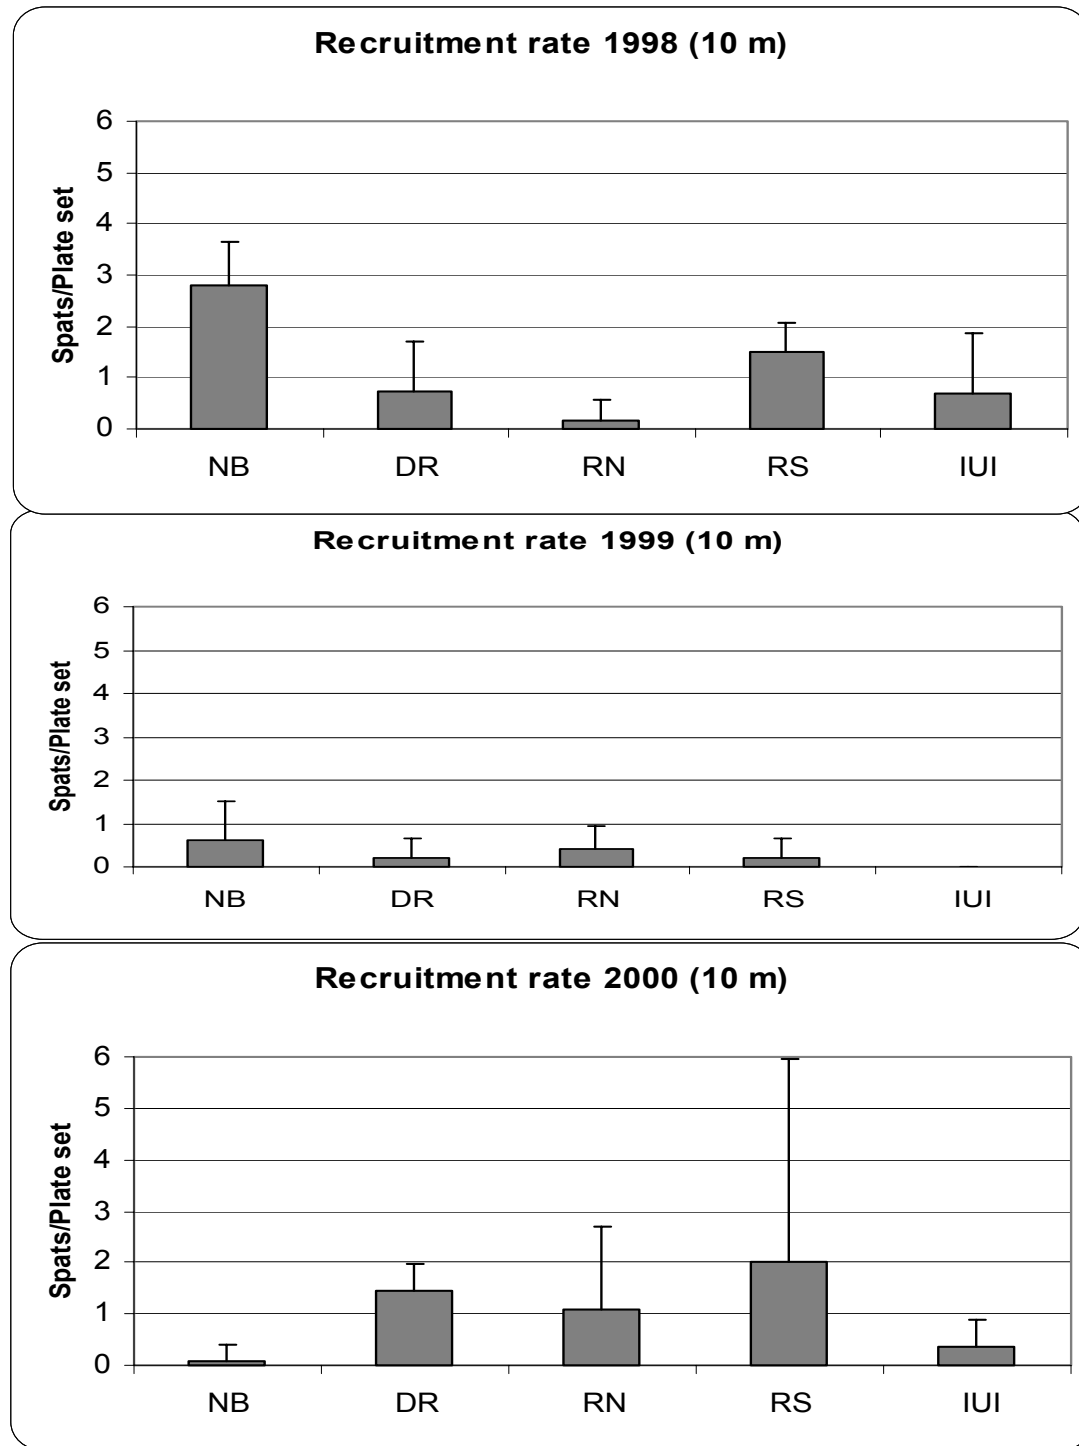 Recruitment rate 1998 (10 m)
Spats/Plate set
6
5
4
3
2
1
0
NB DR RN RS IUI
Recruitment rate 1999 (10 m)
Spats/Plate set
6
5
4
3
2
1
0
NB DR RN RS IUI
Recruitment rate 2000 (10 m)
Spats/Plate set
6
5
4
3
2
1
0
NB DR RN RS IUI